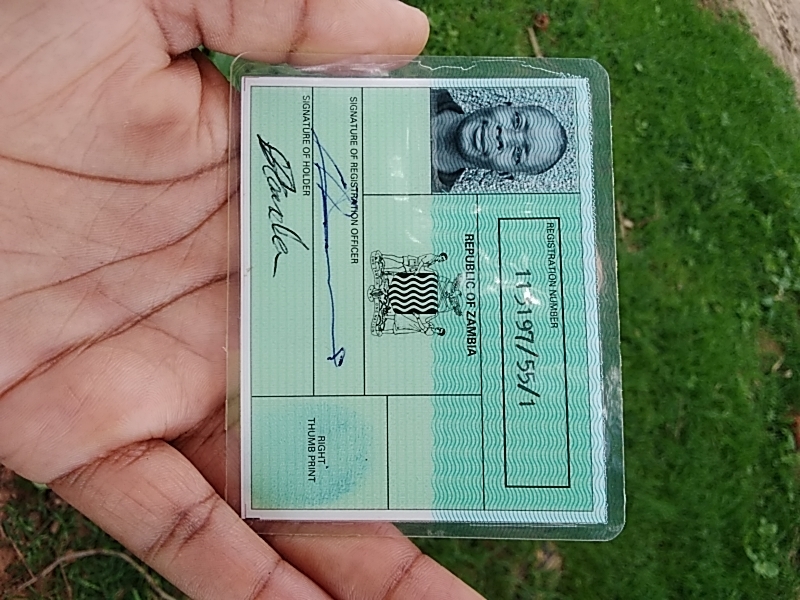 REGISTRATION NUMBER
115197/55/1
REPUBLIC OF ZAMBIA
SIGNATURE OF REGISTRATION OFFICER
SIGNATURE OF HOLDER
RIGHT
THUMB PRINT